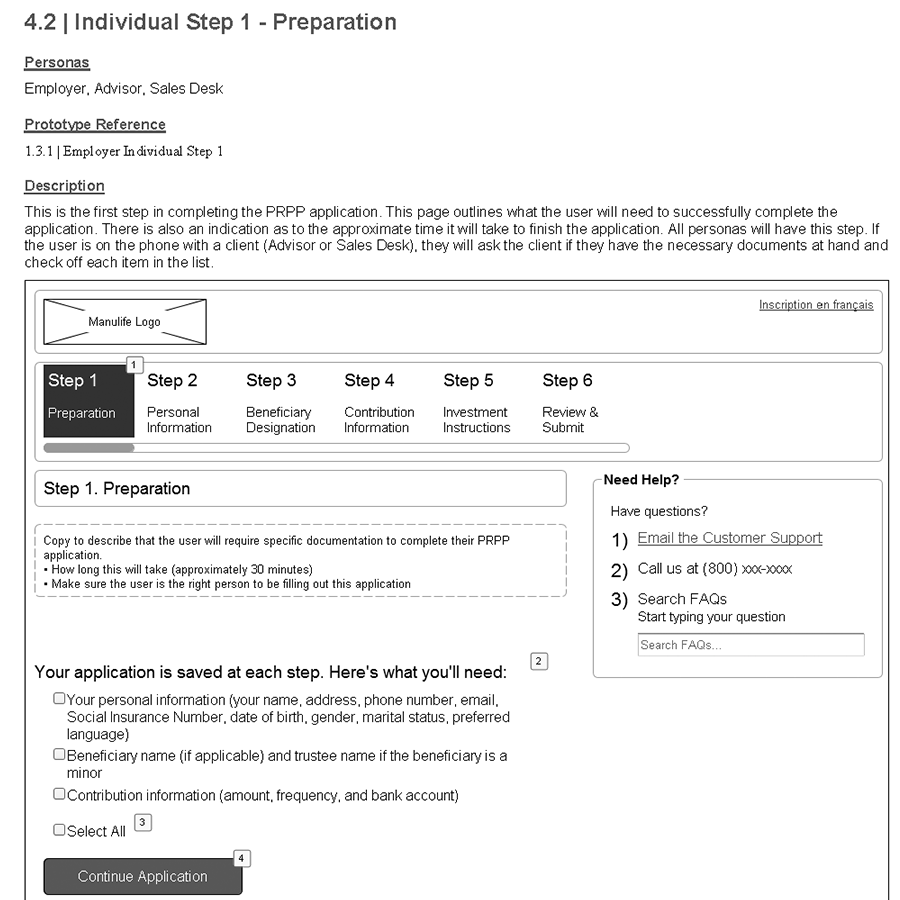 4.2 | Individual Step 1 - Preparation
Personas
Employer, Advisor, Sales Desk
Prototype Reference
1.3.1 | Employer Individual Step 1
Description
This is the first step in completing the PRPP application. This page outlines what the user will need to successfully complete the
application. There is also an indication as to the approximate time it will take to finish the application. All personas will have this step. If
the user is on the phone with a client (Advisor or Sales Desk), they will ask the client if they have the necessary documents at hand and
check off each item in the list.
Manulife Logo
Inscription en français
1
Step 1
Preparation
Step 2
Personal
Information
Step 3
Beneficiary
Designation
Step 4
Contribution
Information
Step 5
Investment
Instructions
Step 6
Review &
Submit
Step 1. Preparation
Copy to describe that the user will require specific documentation to complete their PRPP
application.
• How long this will take (approximately 30 minutes)
• Make sure the user is the right person to be filling out this application
Need Help?
Have questions?
1) Email the Customer Support
2) Call us at (800) xxx-xxxx
3) Search FAQs
Start typing your question
Search FAQs...
Your application is saved at each step. Here's what you'll need:
2
Your personal information (your name, address, phone number, email,
Social Insurance Number, date of birth, gender, marital status, preferred
language)
Beneficiary name (if applicable) and trustee name if the beneficiary is a
minor
Contribution information (amount, frequency, and bank account)
Select All
3
Continue Application
4